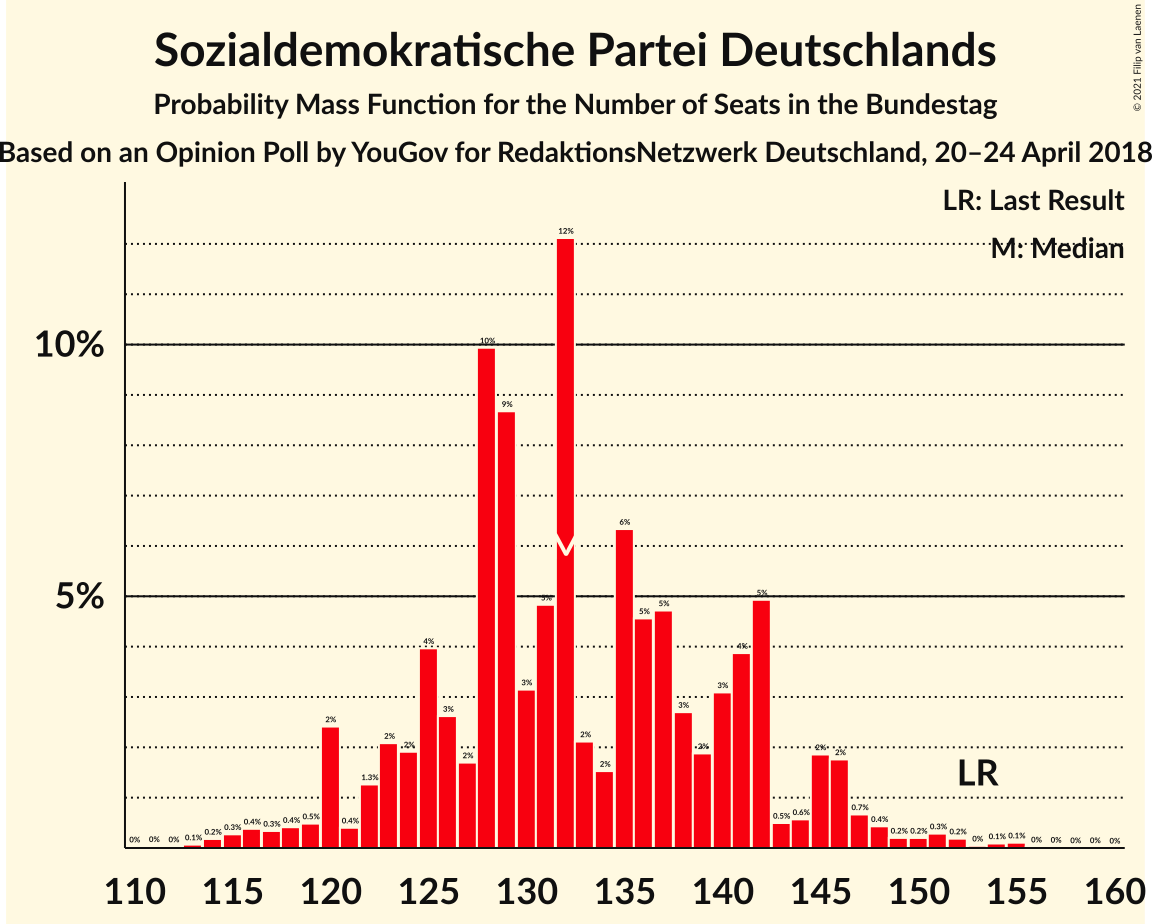 Sozialdemokratische Partei Deutschlands
Probability Mass Function for the Number of Seats in the Bundestag
Based on an Opinion Poll by YouGov for RedaktionsNetzwerk Deutschland, 20–24 April 2018
© 2021 Filip van Laenen
LR: Last Result
M: Median
10%
5%
0% 0% 0% 0.1% 0.2% 0.3% 0.4% 0.3% 0.4% 0.5% 2% 0.4% 1.3% 2% 2% 4% 3% 2% 10% 9% 3% 5% 12% 2% 2% 6% 5% 5% 3% 2% 3% 4% 5% 0.5% 0.6% 2% 2% 0.7% 0.4% 0.2% 0.2% 0.3% 0.2% 0% 0.1% 0.1% 0% 0% 0% 0% 0%
LR
110 115 120 125 130 135 140 145 150 155 160